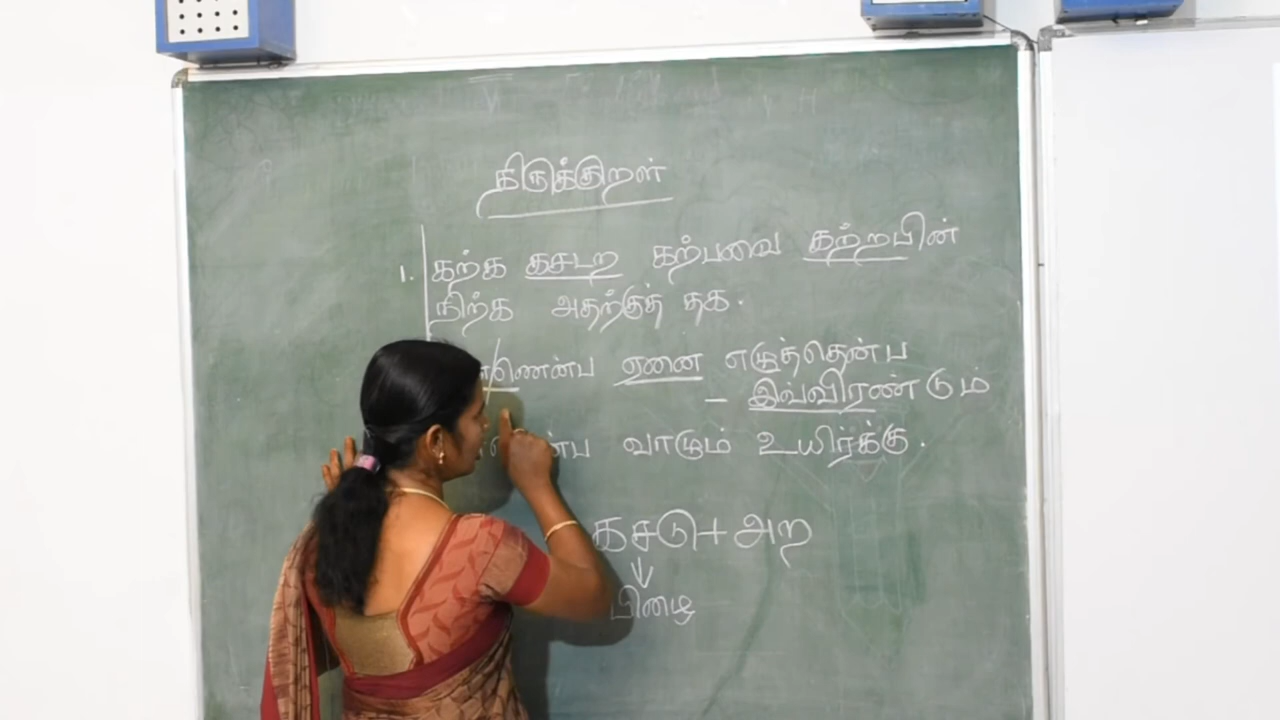 திருக்குறள்
1. கற்க கசடற கற்பவை கற்றபின்
நிற்க அதற்குத் தக.
ஏனை எழுத்தென்ப
- இவ்விரண்டும்
வாடும் உயிர்க்கு.
கசடு+அற
பிழை